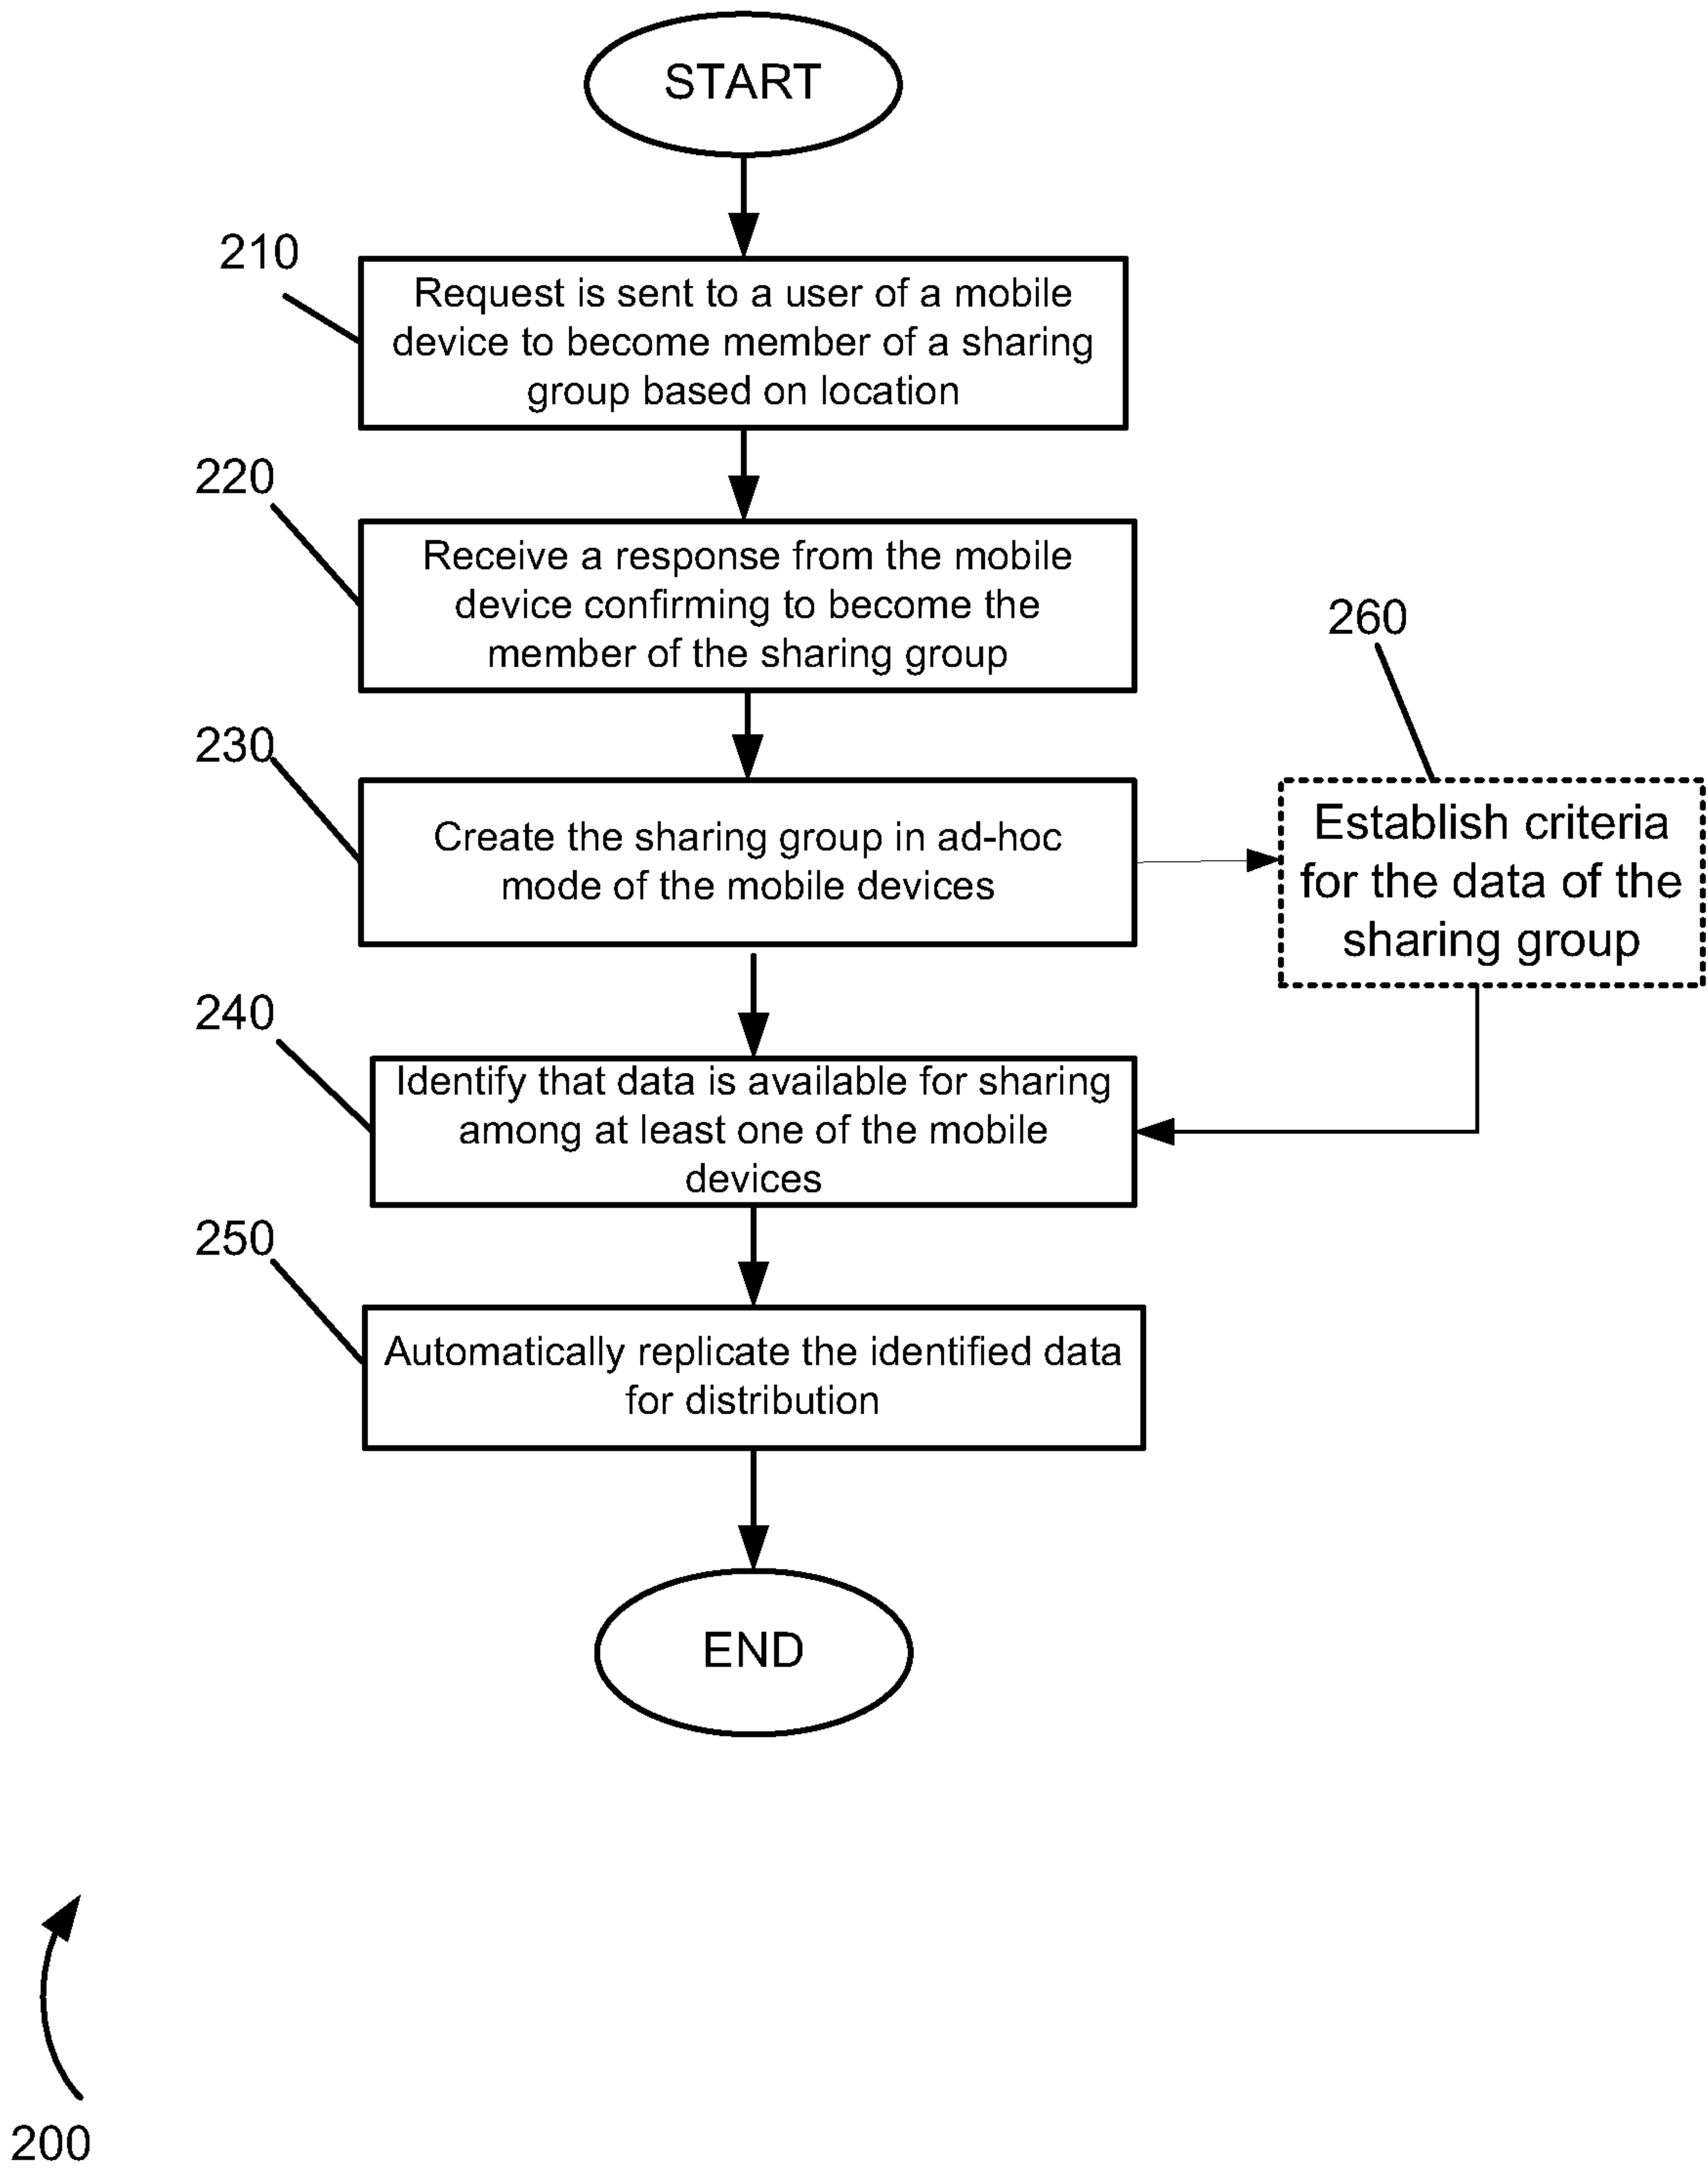 START
210
Request is sent to a user of a mobile
device to become member of a sharing
group based on location
220
Receive a response from the mobile
device confirming to become the
member of the sharing group
260
230
Create the sharing group in ad-hoc
mode of the mobile devices
Establish criteria
for the data of the
sharing group
240
Identify that data is available for sharing
among at least one of the mobile
devices
250
Automatically replicate the identified data
for distribution
END
200